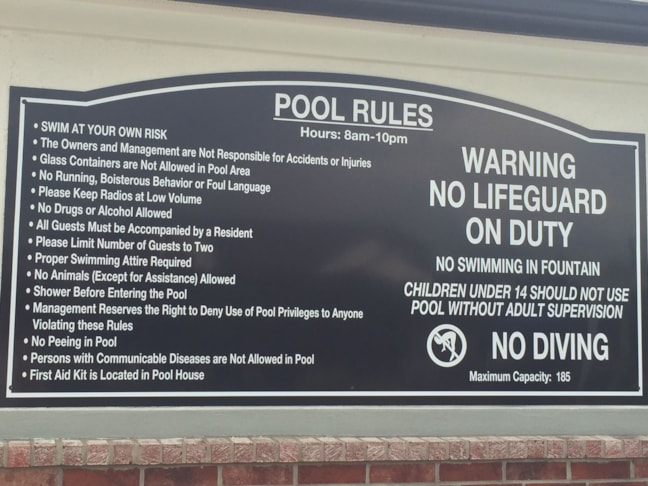 POOL RULES
Hours: 8am-10pm
• SWIM AT YOUR OWN RISK
• The Owners and Management are Not Responsible for Accidents or Injuries
• Glass Containers are Not Allowed in Pool Area
• No Running, Boisterous Behavior or Foul Language
• Please Keep Radios at Low Volume
• No Drugs or Alcohol Allowed
• All Guests Must be Accompanied by a Resident
• Please Limit Number of Guests to Two
• Proper Swimming Attire Required
• No Animals (Except for Assistance) Allowed
• Shower Before Entering the Pool
• Management Reserves the Right to Deny Use of Pool Privileges to Anyone
Violating these Rules
• No Peeing in Pool
• Persons with Communicable Diseases are Not Allowed in Pool
• First Aid Kit is Located in Pool House
WARNING
NO LIFEGUARD
ON DUTY
NO SWIMMING IN FOUNTAIN
CHILDREN UNDER 14 SHOULD NOT USE
POOL WITHOUT ADULT SUPERVISION
NO DIVING
Maximum Capacity: 185